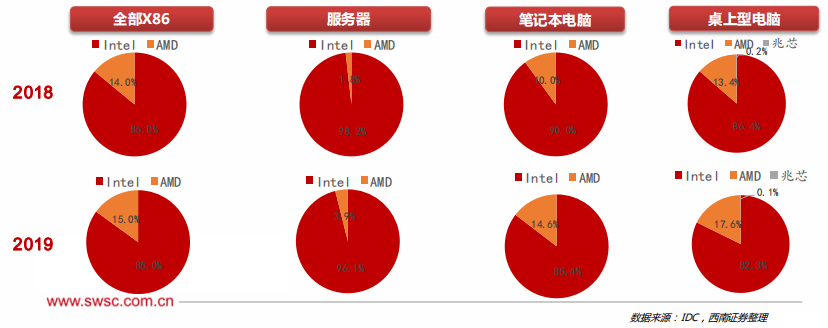 全部X86
服务器
笔记本电脑
桌上型电脑
2018
Intel AMD
14.0%
86.0%
Intel AMD
1.8%
98.2%
Intel AMD
10.0%
90.0%
Intel AMD 兆芯
0.2%
13.4%
86.4%
2019
Intel AMD
15.0%
85.0%
Intel AMD
3.9%
96.1%
Intel AMD
14.6%
85.4%
Intel AMD 兆芯
0.1%
17.6%
82.3%
www.swsc.com.cn
数据来源：IDC，西南证券整理